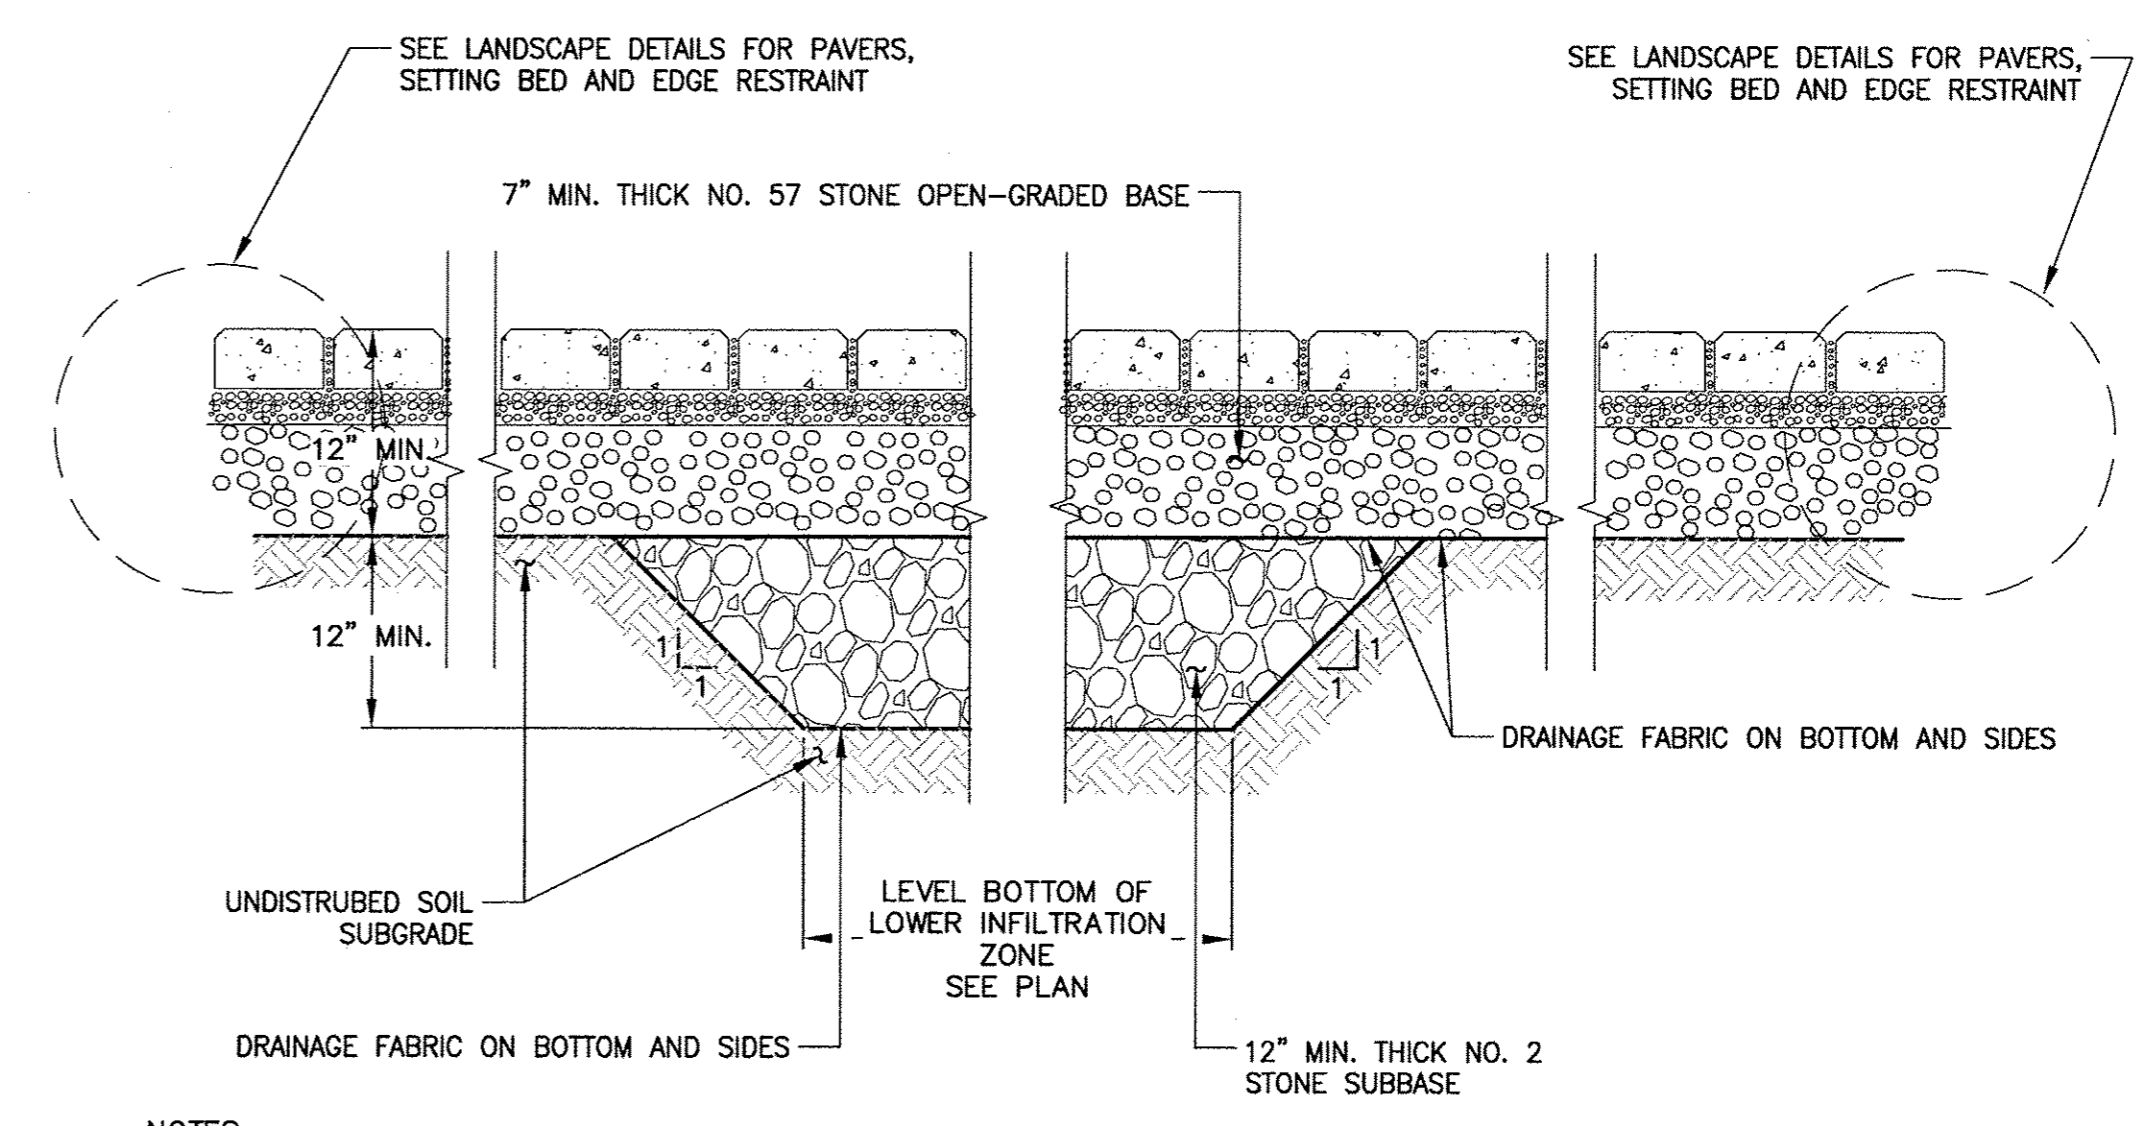 SEE LANDSCAPE DETAILS FOR PAVERS,
SETTING BED AND EDGE RESTRAINT
SEE LANDSCAPE DETAILS FOR PAVERS,
SETTING BED AND EDGE RESTRAINT
7" MIN. THICK NO. 57 STONE OPEN-GRADED BASE
12" MIN.
12" MIN.
1
1
1
1
DRAINAGE FABRIC ON BOTTOM AND SIDES
UNDISTRUBED SOIL
SUBGRADE
LEVEL BOTTOM OF
LOWER INFILTRATION
ZONE
SEE PLAN
DRAINAGE FABRIC ON BOTTOM AND SIDES
12" MIN. THICK NO. 2
STONE SUBBASE